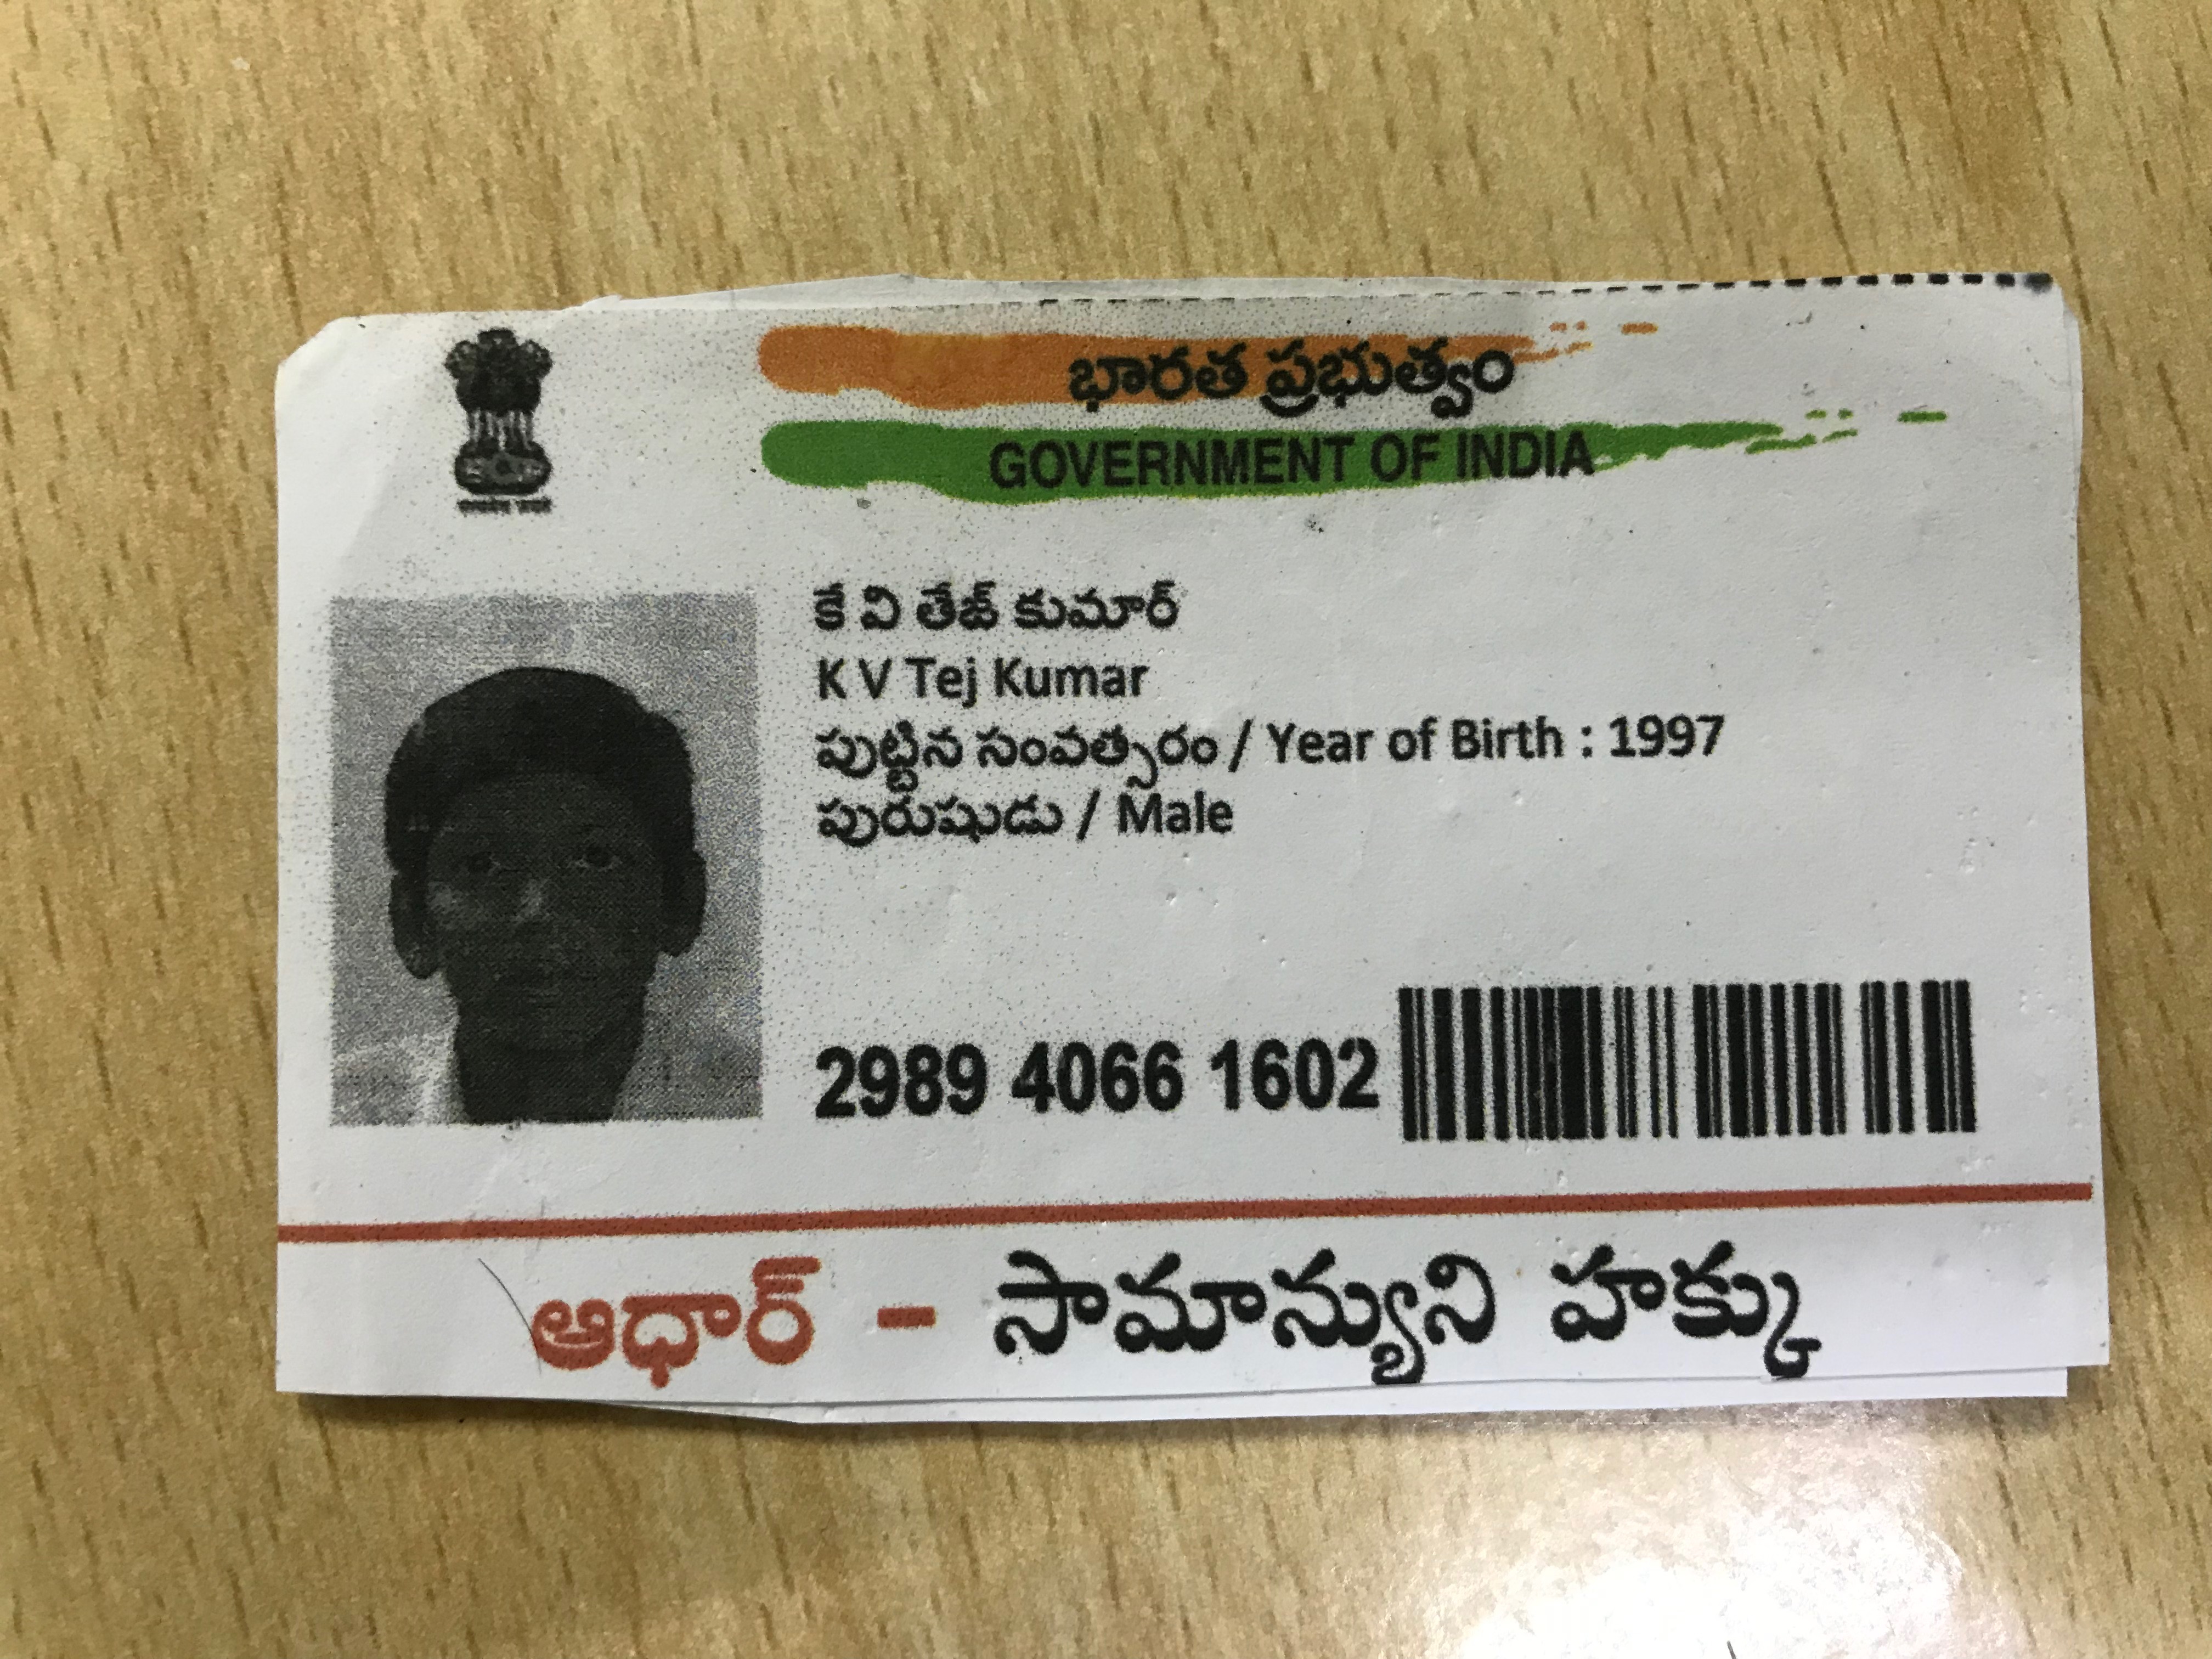 భారత ప్రభుత్వం
GOVERNMENT OF INDIA
కే వి తేజ్ కుమార్
K V Tej Kumar
పుట్టిన సంవత్సరం / Year of Birth : 1997
పురుషుడు / Male
2989 4066 1602
ఆధార్ - సామాన్యుని హక్కు